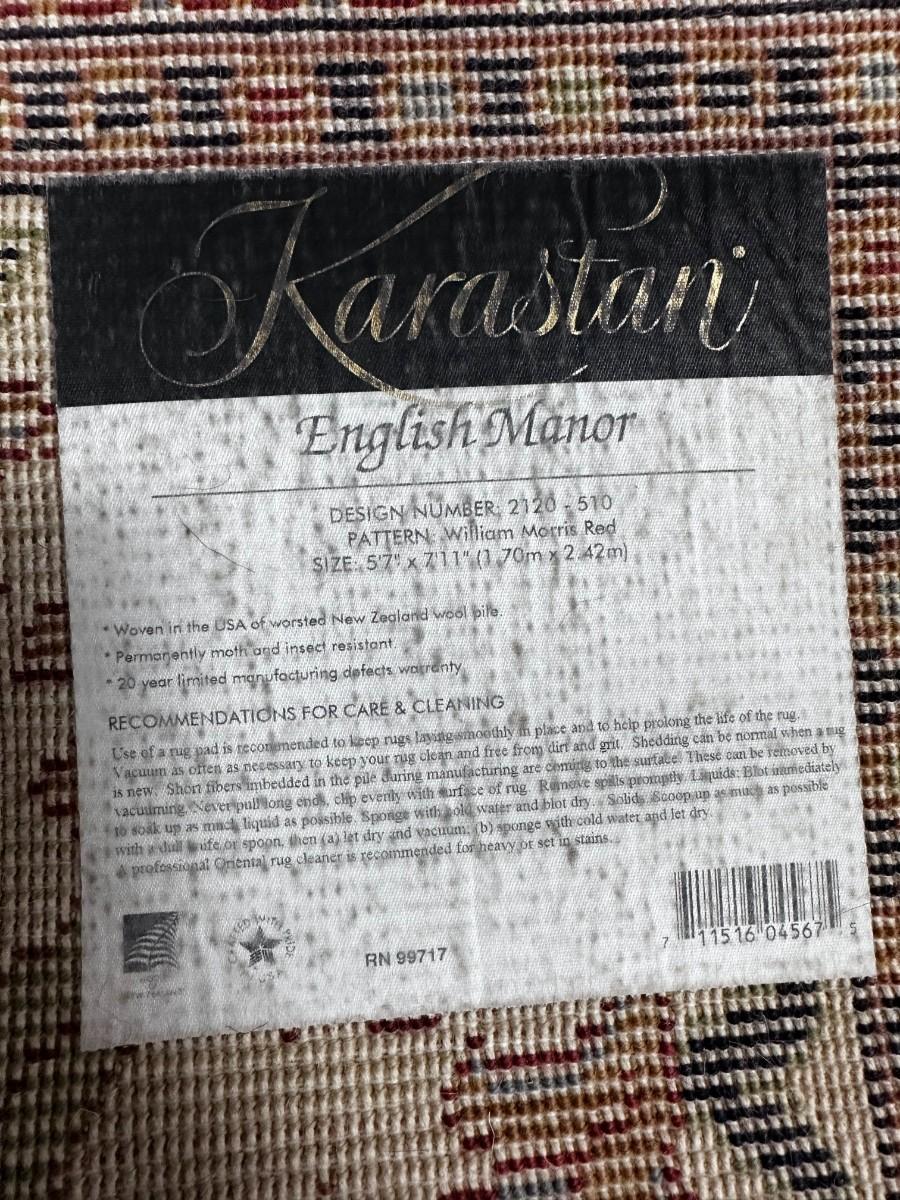 Karastan
English Manor
DESIGN NUMBER: 2120 - 510
PATTERN: William Morris Red
SIZE: 5'7" x 7'11" (1.70m x 2.42m)
* Woven in the USA of worsted New Zealand wool pile.
* Permanently moth and insect resistant.
* 20 year limited manufacturing defects warranty.
RECOMMENDATIONS FOR CARE & CLEANING
Use of a rug pad is recommended to keep rugs laying smoothly in place and to help prolong the life of the rug.
Vacuum as often as necessary to keep your rug clean and free from dirt and grit. Shedding can be normal when a rug
is new. Short fibers imbedded in the pile during manufacturing are coming to the surface. These can be removed by
vacuuming. Never pull long ends, clip evenly with surface of rug. Remove spills promptly. Liquids: Blot immediately
to soak up as much liquid as possible. Sponge with cold water and blot dry. Solids: Scoop up as much as possible
with a dull knife or spoon, then (a) let dry and vacuum; (b) sponge with cold water and let dry.
A professional Oriental rug cleaner is recommended for heavy or set in stains.
CRAFTED WITH PRIDE
U.S.A.
RN 99717
7 11516 04567 5